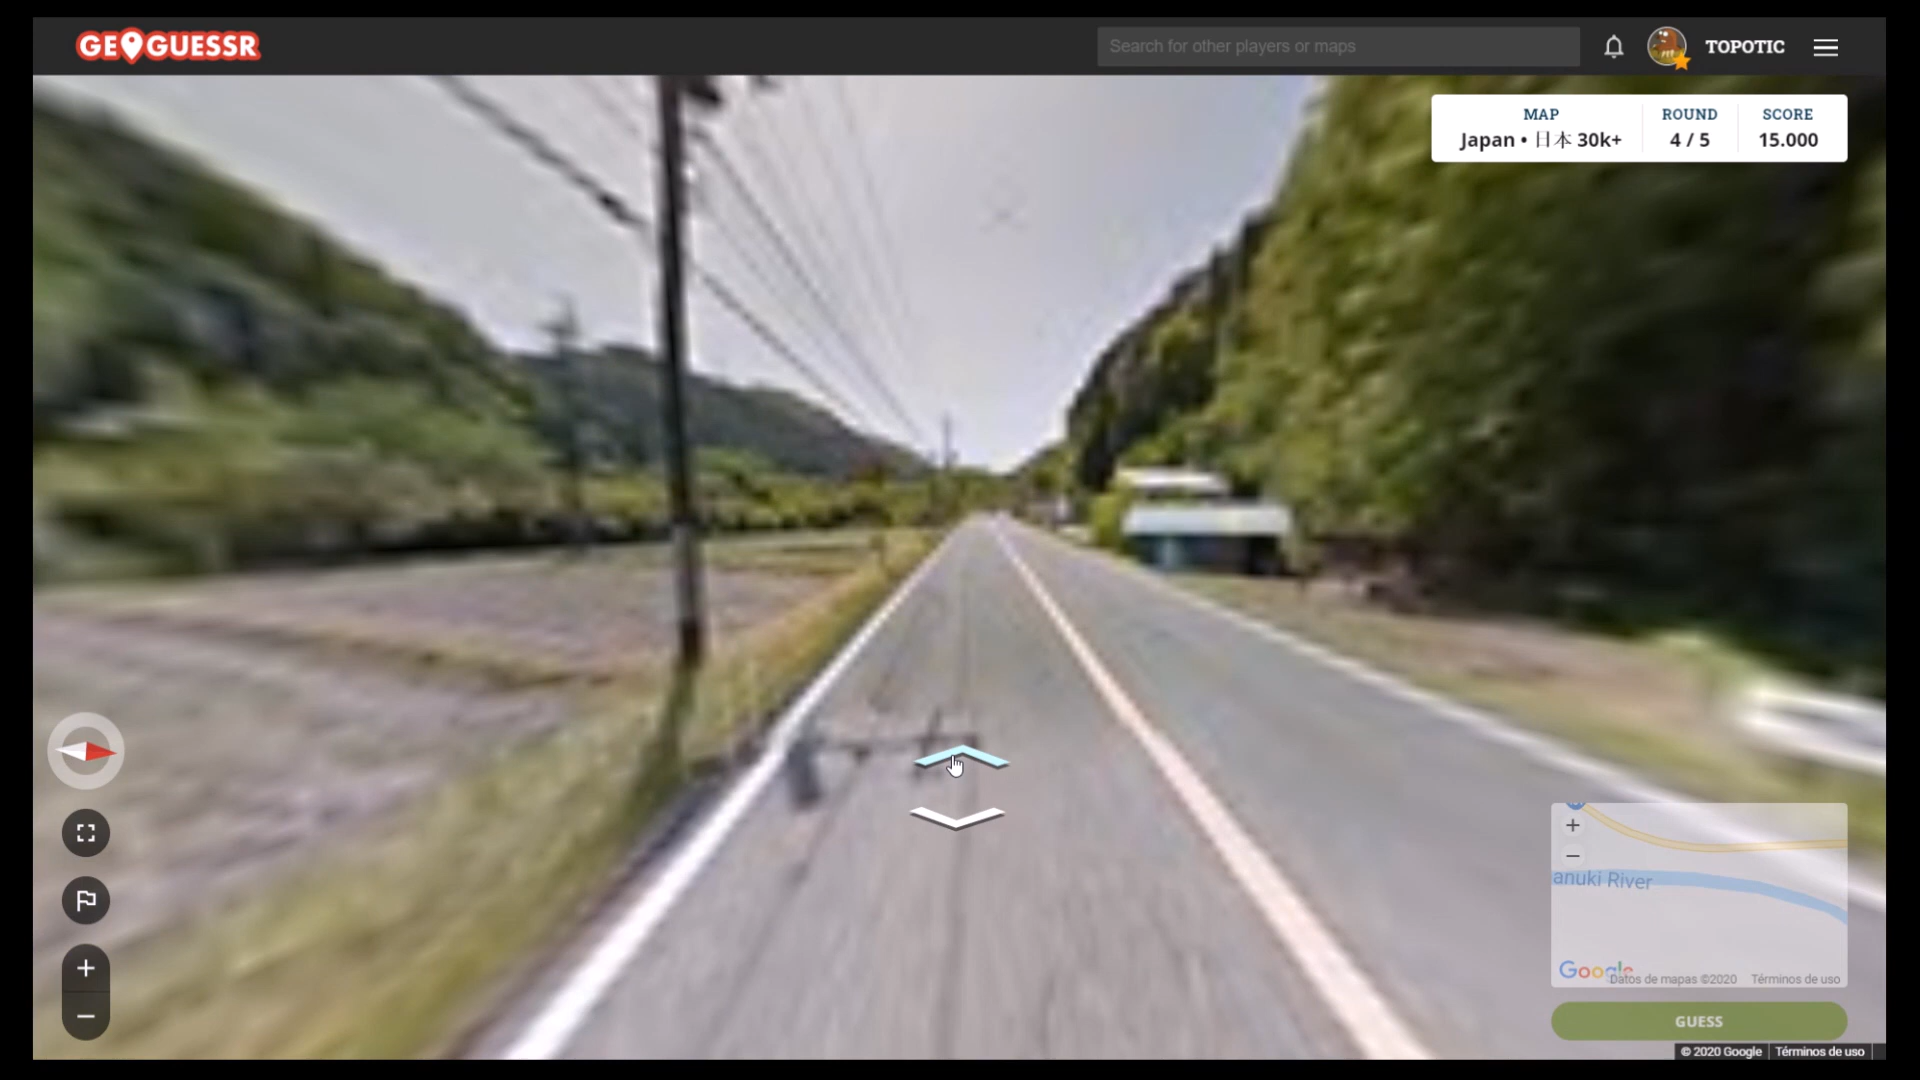 GEOGUESSR
Search for other players or maps
TOPOTIC
MAP
ROUND
SCORE
Japan • 日本 30k+
4 / 5
15.000
+
−
anuki River
Google
Datos de mapas ©2020
Términos de uso
GUESS
© 2020 Google
Términos de uso
+
−